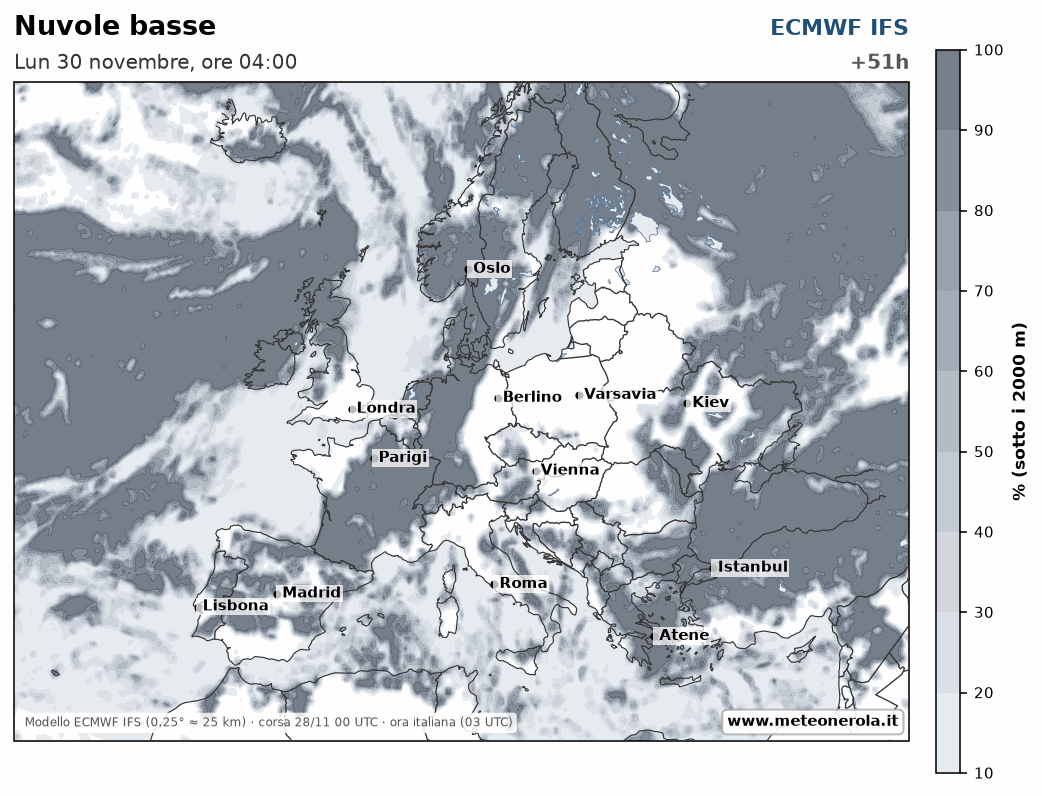 Nuvole basse
ECMWF IFS
Lun 30 novembre, ore 04:00
+51h
100
90
80
70
60
50
40
30
20
10
% (sotto i 2000 m)
Oslo
Berlino
Varsavia
Kiev
Londra
Parigi
Vienna
Istanbul
Roma
Madrid
Lisbona
Atene
Modello ECMWF IFS (0,25° ≈ 25 km) · corsa 28/11 00 UTC · ora italiana (03 UTC)
www.meteonerola.it